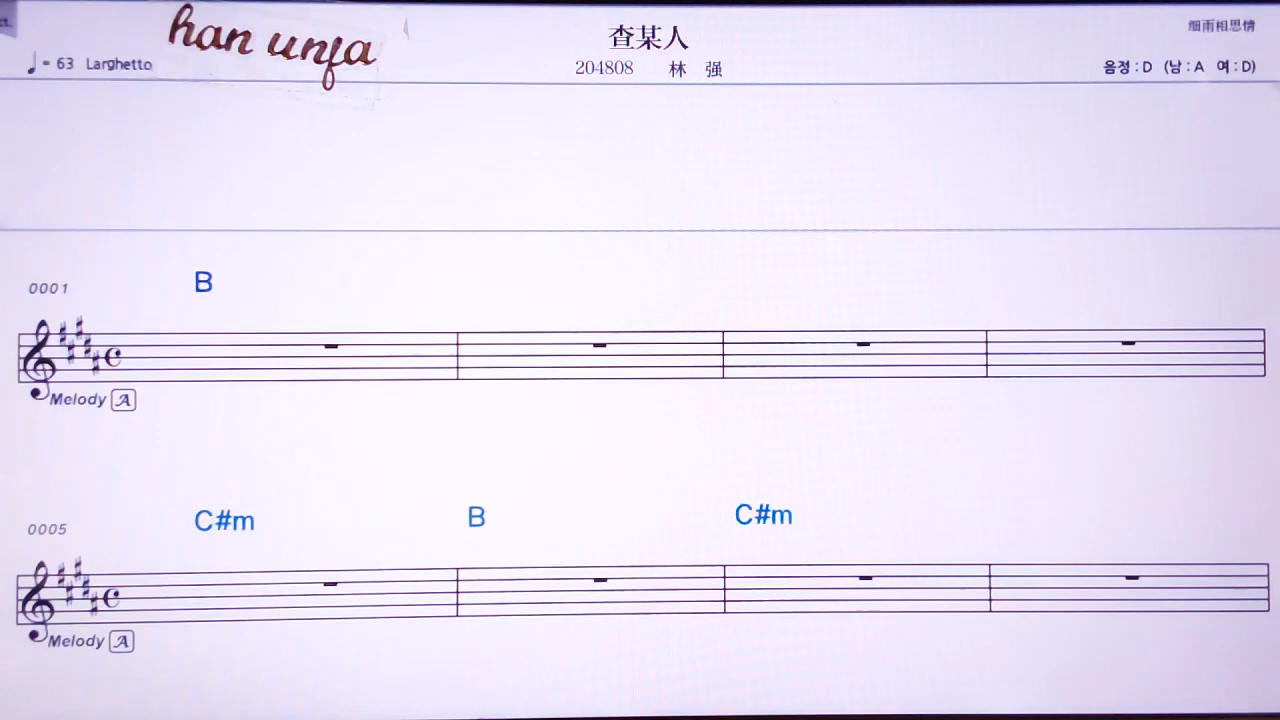 han unfa
查某人
细雨相思情
♩= 63 Larghetto
204808 林 强
음정 : D (남 : A 여 : D)
0001
B
Melody A
0005
C#m B C#m
Melody A